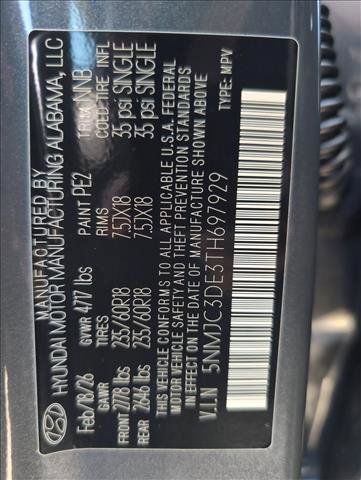 HYUNDAI MOTOR MANUFACTURING ALABAMA, LLC
Feb/18/26 GVWR 4717 lbs PAINT PE2 TRIM NNB
GAWR TIRES RIMS COLD TIRE INFL
FRONT 2778 lbs 235/60R18 7.5JX18 35 psi SINGLE
REAR 2646 lbs 235/60R18 7.5JX18 35 psi SINGLE
THIS VEHICLE CONFORMS TO ALL APPLICABLE U.S.A. FEDERAL
MOTOR VEHICLE SAFETY, BUMPER, AND THEFT PREVENTION STANDARDS
IN EFFECT ON THE DATE OF MANUFACTURE SHOWN ABOVE
V.I.N 5NMJC3DE3TH697929 TYPE: MPV